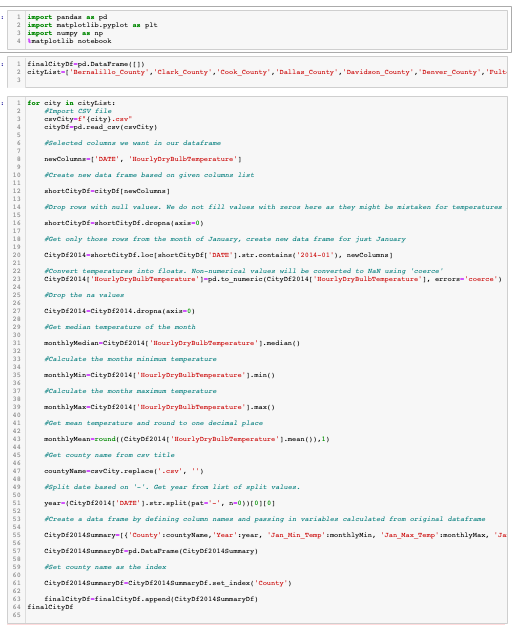 import pandas as pd
import matplotlib.pyplot as plt
import numpy as np
%matplotlib notebook
finalCityDf=pd.DataFrame([])
cityList=['Bernalillo_County','Clark_County','Cook_County','Dallas_County','Davidson_County','Denver_County','Fult
for city in cityList:
#Import CSV file
csvCity=f"{city}.csv"
cityDf=pd.read_csv(csvCity)
#Selected columns we want in our dataframe
newColumns=['DATE', 'HourlyDryBulbTemperature']
#Create new data frame based on given columns list
shortCityDf=cityDf[newColumns]
#Drop rows with null values. We do not fill values with zeros here as they might be mistaken for temperatures
shortCityDf=shortCityDf.dropna(axis=0)
#Get only those rows from the month of January, create new data frame for just January
CityDf2014=shortCityDf.loc[shortCityDf['DATE'].str.contains('2014-01'), newColumns]
#Convert temperatures into floats. Non-numerical values will be converted to NaN using 'coerce'
CityDf2014['HourlyDryBulbTemperature']=pd.to_numeric(CityDf2014['HourlyDryBulbTemperature'], errors='coerce')
#Drop the na values
CityDf2014=CityDf2014.dropna(axis=0)
#Get median temperature of the month
monthlyMedian=CityDf2014['HourlyDryBulbTemperature'].median()
#Calculate the months minimum temperature
monthlyMin=CityDf2014['HourlyDryBulbTemperature'].min()
#Calculate the months maximum temperature
monthlyMax=CityDf2014['HourlyDryBulbTemperature'].max()
#Get mean temperature and round to one decimal place
monthlyMean=round((CityDf2014['HourlyDryBulbTemperature'].mean()),1)
#Get county name from csv title
countyName=csvCity.replace('.csv', '')
#Split date based on '-'. Get year from list of split values.
year=(CityDf2014['DATE'].str.split(pat='-', n=0))[0][0]
#Create a data frame by defining column names and passing in variables calculated from original dataframe
CityDf2014Summary=[{'County':countyName,'Year':year, 'Jan_Min_Temp':monthlyMin, 'Jan_Max_Temp':monthlyMax, 'Ja
CityDf2014SummaryDf=pd.DataFrame(CityDf2014Summary)
#Set county name as the index
CityDf2014SummaryDf=CityDf2014SummaryDf.set_index('County')
finalCityDf=finalCityDf.append(CityDf2014SummaryDf)
finalCityDf